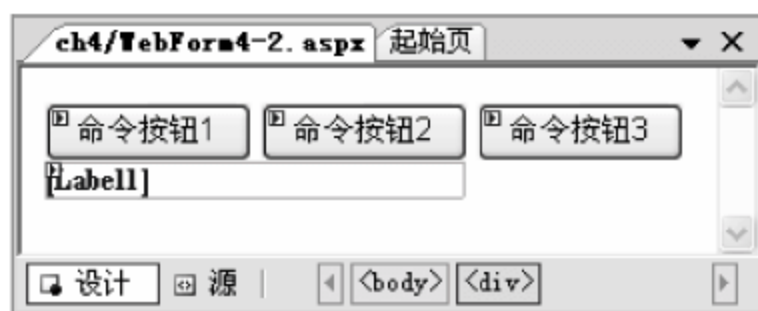 ch4/WebForm4-2.aspx 起始页
命令按钮1 命令按钮2 命令按钮3
[Label1]
设计 源 <body> <div>